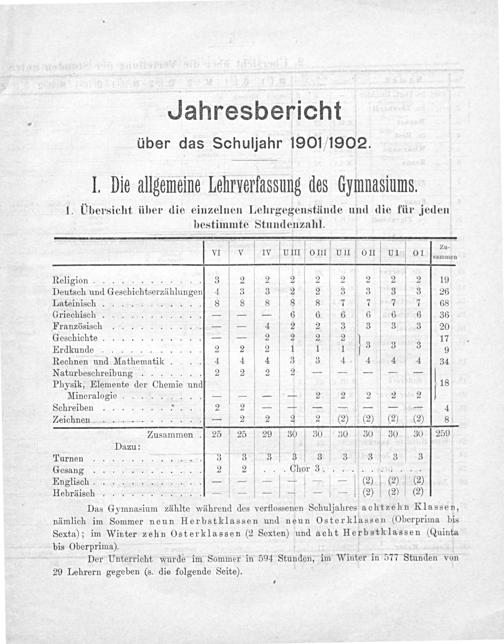 Jahresbericht
über das Schuljahr 1901/1902.
I. Die allgemeine Lehrverfassung des Gymnasiums.
1. Übersicht über die einzelnen Lehrgegenstände und die für jeden
bestimmte Stundenzahl.
VI V IV U III O III U II O II U I O I Zu-sammen
Religion . . . . . . . . . . . 3 2 2 2 2 2 2 2 2 19
Deutsch und Geschichtserzählungen 4 3 3 2 2 3 3 3 3 26
Lateinisch . . . . . . . . . . 8 8 8 8 8 7 7 7 7 68
Griechisch . . . . . . . . . . — — — 6 6 6 6 6 6 36
Französisch . . . . . . . . . — — 4 2 2 3 3 3 3 20
Geschichte . . . . . . . . . . — — 2 2 2 2 } 3 3 3 17
Erdkunde . . . . . . . . . . 2 2 2 1 1 1 9
Rechnen und Mathematik . . . . 4 4 4 3 3 4 4 4 4 34
Naturbeschreibung . . . . . . . 2 2 2 2 — — — — — } 18
Physik, Elemente der Chemie und
Mineralogie . . . . . . . . — — — — 2 2 2 2 2
Schreiben . . . . . . . . . . 2 2 — — — — — — — 4
Zeichnen . . . . . . . . . . — 2 2 2 2 (2) (2) (2) (2) 8
Zusammen . 25 25 29 30 30 30 30 30 30 259
Dazu:
Turnen . . . . . . . . . . . 3 3 3 3 3 3 3 3 3
Gesang . . . . . . . . . . . 2 2 . . . Chor 3 . . . . .
Englisch . . . . . . . . . . . — — — — — — (2) (2) (2)
Hebräisch . . . . . . . . . . — — — — — — (2) (2) (2)
Das Gymnasium zählte während des verflossenen Schuljahres achtzehn Klassen,
nämlich im Sommer neun Herbstklassen und neun Osterklassen (Oberprima bis
Sexta); im Winter zehn Osterklassen (2 Sexten) und acht Herbstklassen (Quinta
bis Oberprima).
Der Unterricht wurde im Sommer in 594 Stunden, im Winter in 577 Stunden von
29 Lehrern gegeben (s. die folgende Seite).